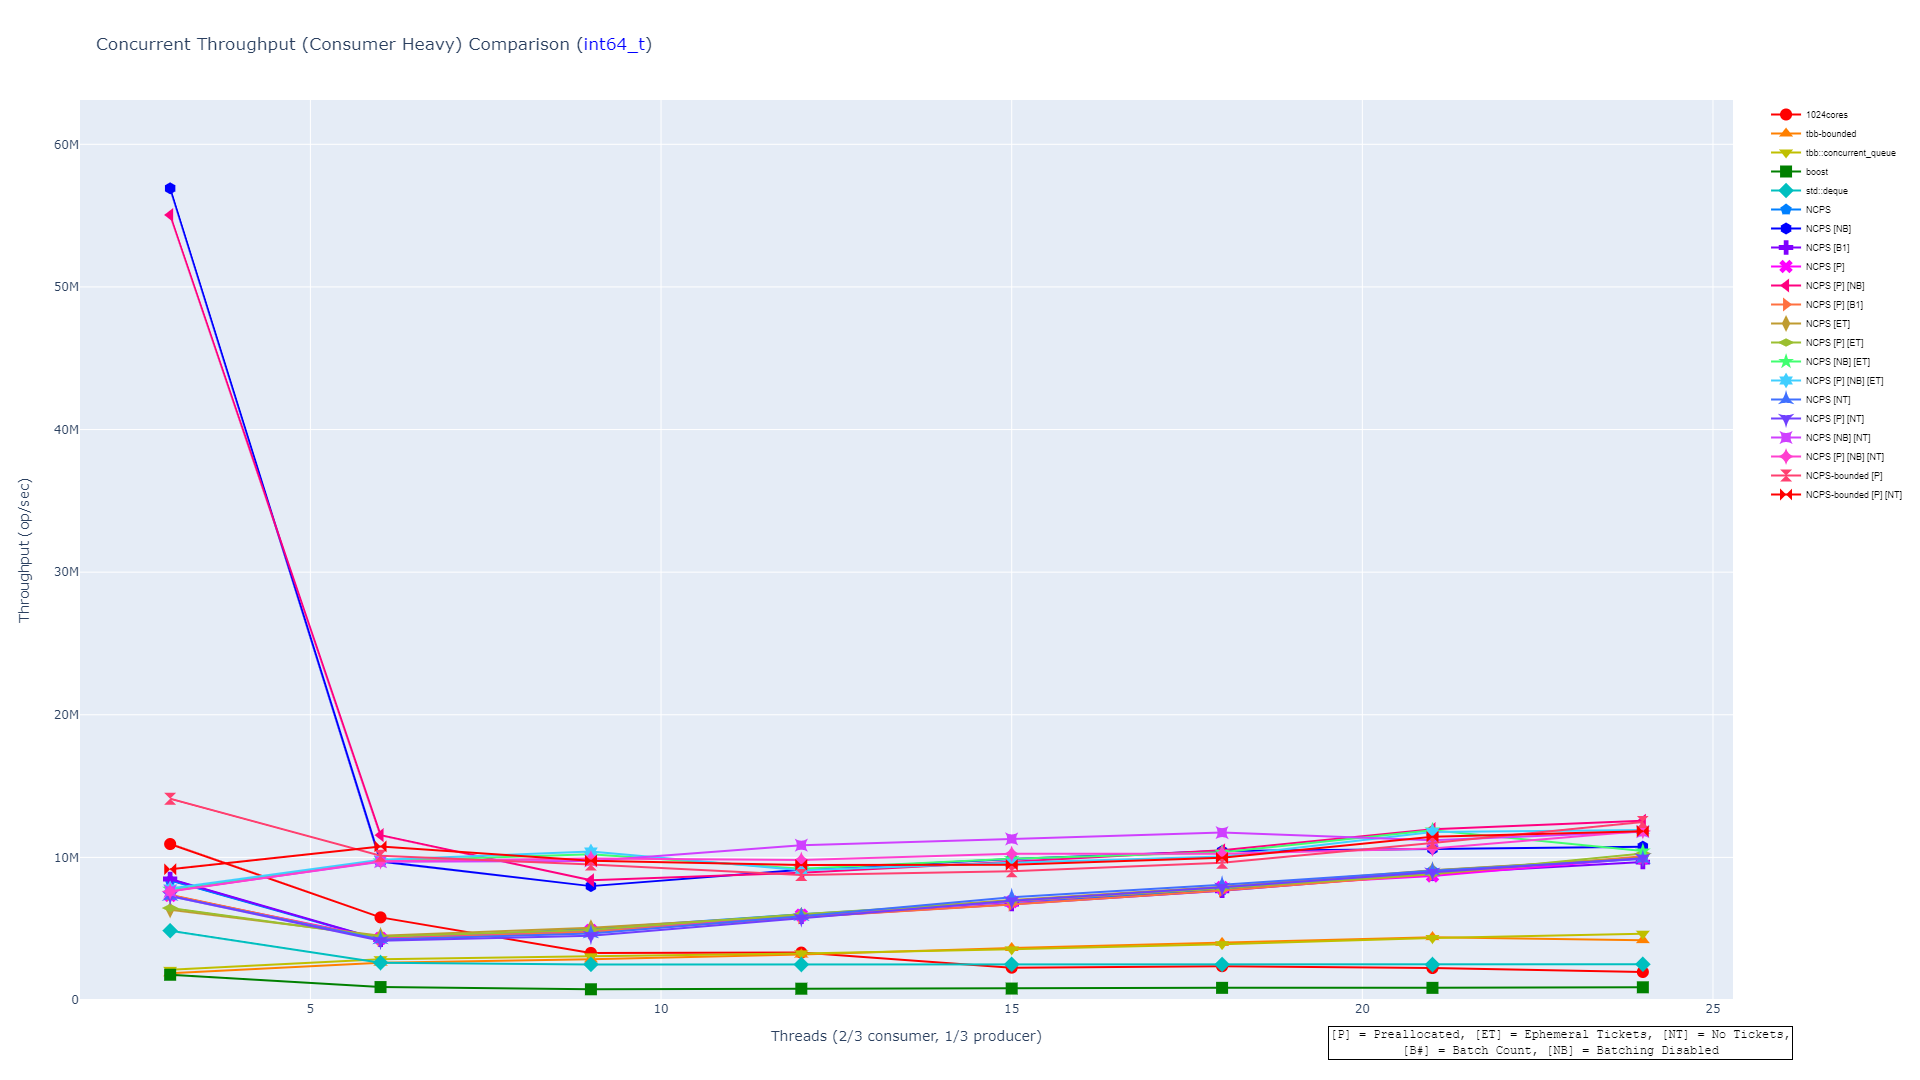 Concurrent Throughput (Consumer Heavy) Comparison (int64_t)
Throughput (op/sec)
60M
50M
40M
30M
20M
10M
0
5
10
15
20
25
Threads (2/3 consumer, 1/3 producer)
1024cores
tbb-bounded
tbb::concurrent_queue
boost
std::deque
NCPS
NCPS [NB]
NCPS [B1]
NCPS [P]
NCPS [P] [NB]
NCPS [P] [B1]
NCPS [ET]
NCPS [P] [ET]
NCPS [NB] [ET]
NCPS [P] [NB] [ET]
NCPS [NT]
NCPS [P] [NT]
NCPS [NB] [NT]
NCPS [P] [NB] [NT]
NCPS-bounded [P]
NCPS-bounded [P] [NT]
[P] = Preallocated, [ET] = Ephemeral Tickets, [NT] = No Tickets,
[B#] = Batch Count, [NB] = Batching Disabled